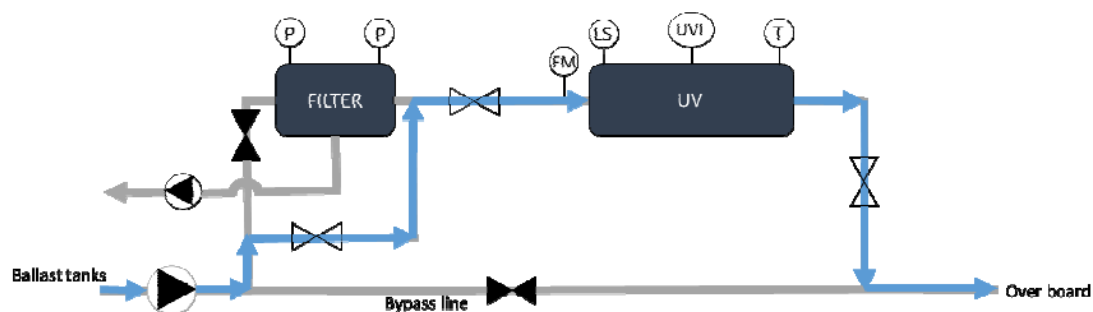 P P
LS UVI T
FM
FILTER UV
Ballast tanks
Over board
Bypass line